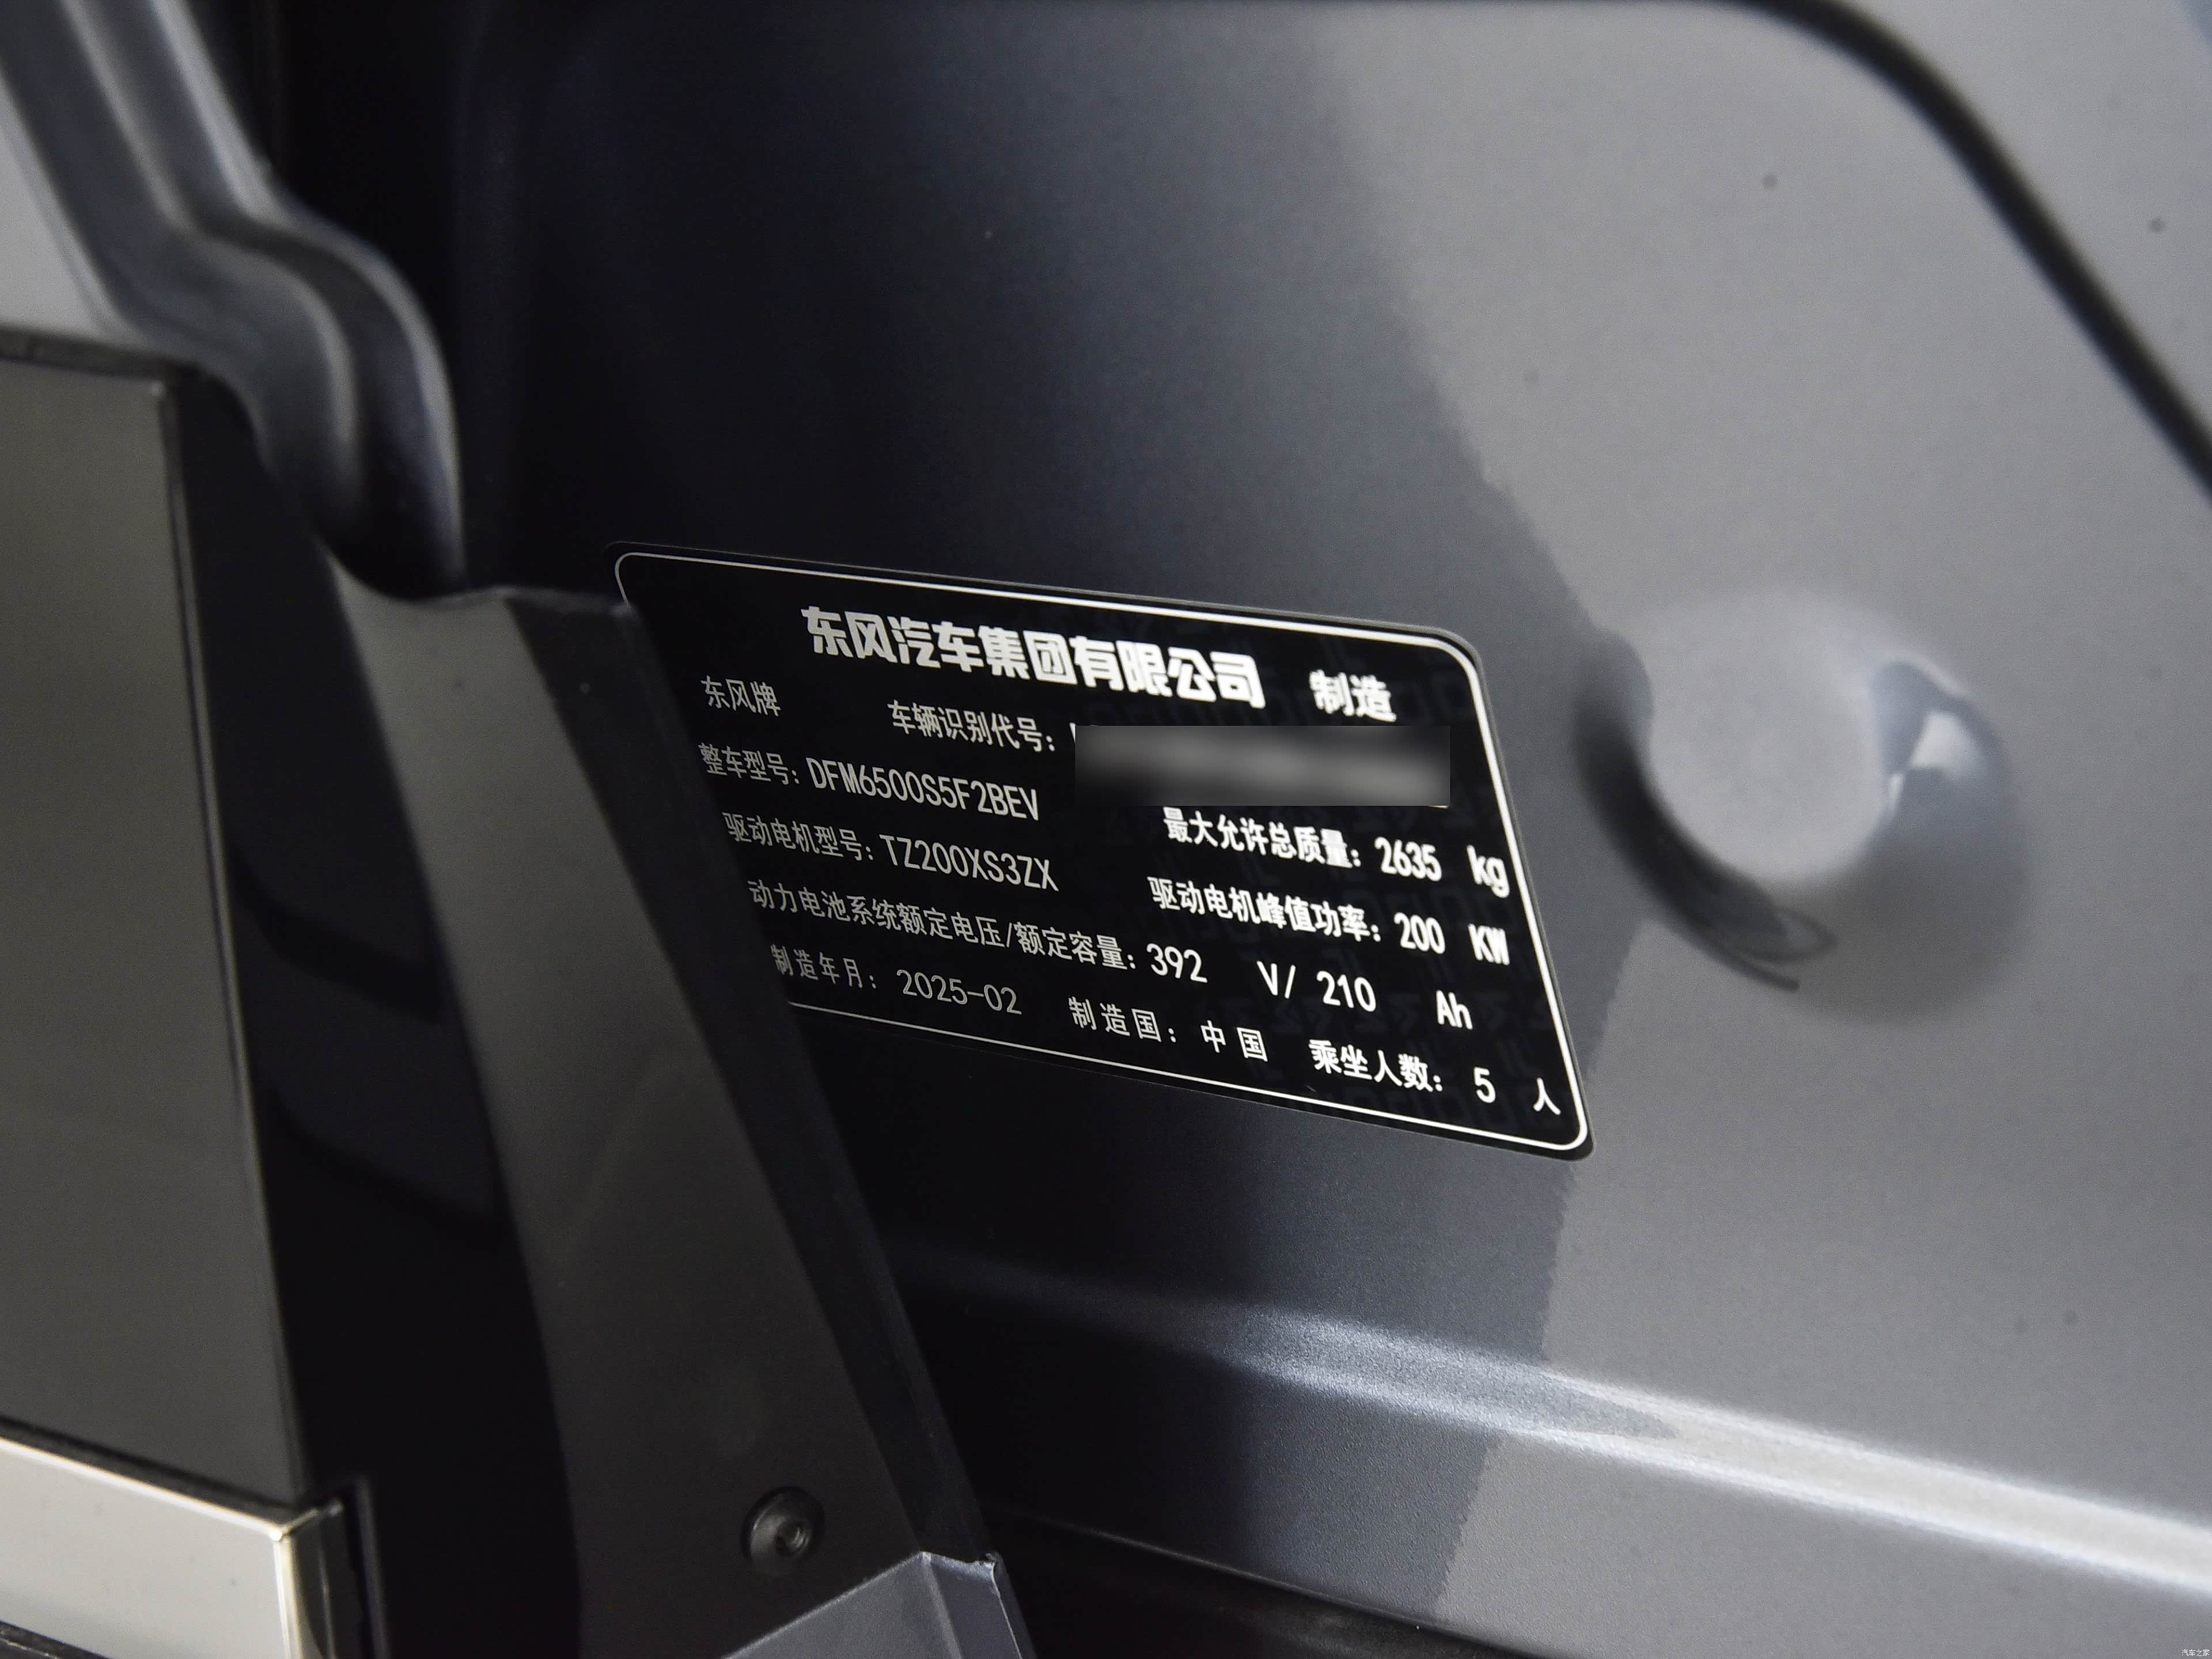 东风汽车集团有限公司 制造
东风牌 车辆识别代号：
整车型号：DFM6500S5F2BEV 最大允许总质量：2635 kg
驱动电机型号：TZ200XS3ZX 驱动电机峰值功率：200 KW
动力电池系统额定电压/额定容量：392 V/ 210 Ah
制造年月：2025-02 制造国：中国 乘坐人数：5 人
汽车之家